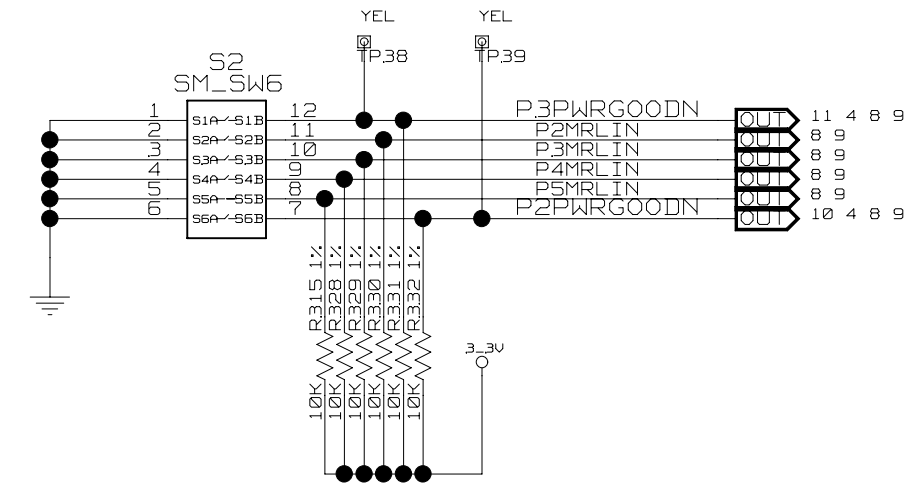 YEL YEL
TP38 TP39
S2
SM_SW6
1 S1A/-S1B 12 P3PWRGOODN OUT 11 4 8 9
2 S2A/-S2B 11 P2MRLIN OUT 8 9
3 S3A/-S3B 10 P3MRLIN OUT 8 9
4 S4A/-S4B 9 P4MRLIN OUT 8 9
5 S5A-S5B 8 P5MRLIN OUT 8 9
6 S6A/-S6B 7 P2PWRGOODN OUT 10 4 8 9
R315 1%
R328 1%
R329 1%
R330 1%
R331 1%
R332 1%
3_3V
10K
10K
10K
10K
10K
10K